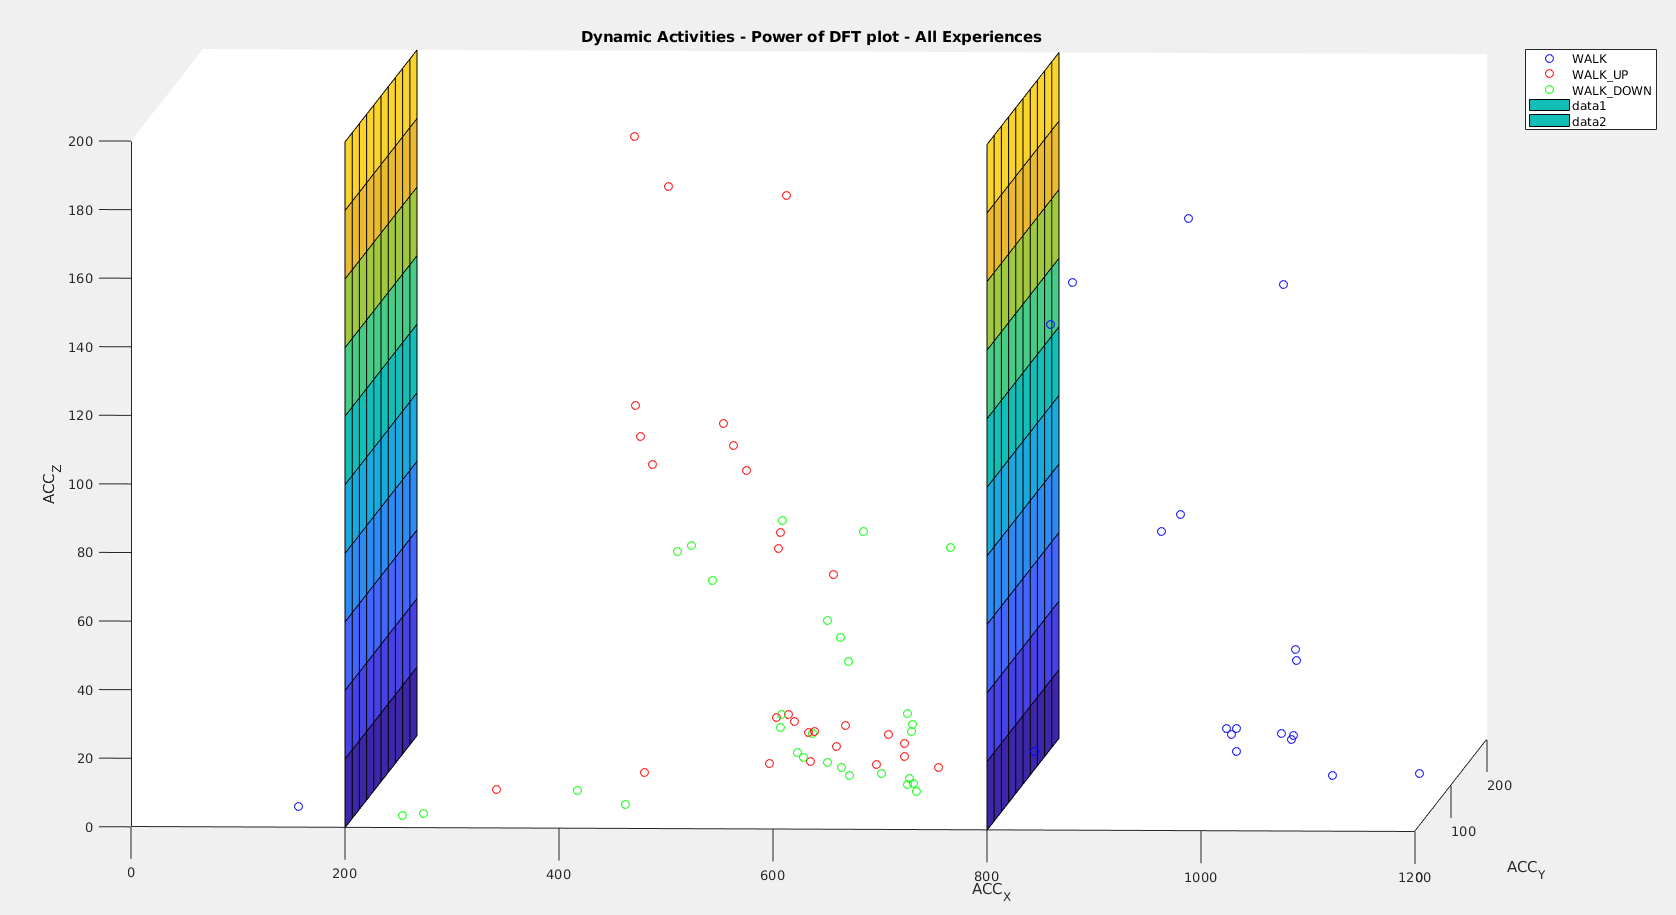 Dynamic Activities - Power of DFT plot - All Experiences
WALK
WALK_UP
WALK_DOWN
data1
data2
200
180
160
140
120
100
80
60
40
20
0
ACC_Z
0
200
400
600
800
1000
1200
ACC_X
100
200
ACC_Y